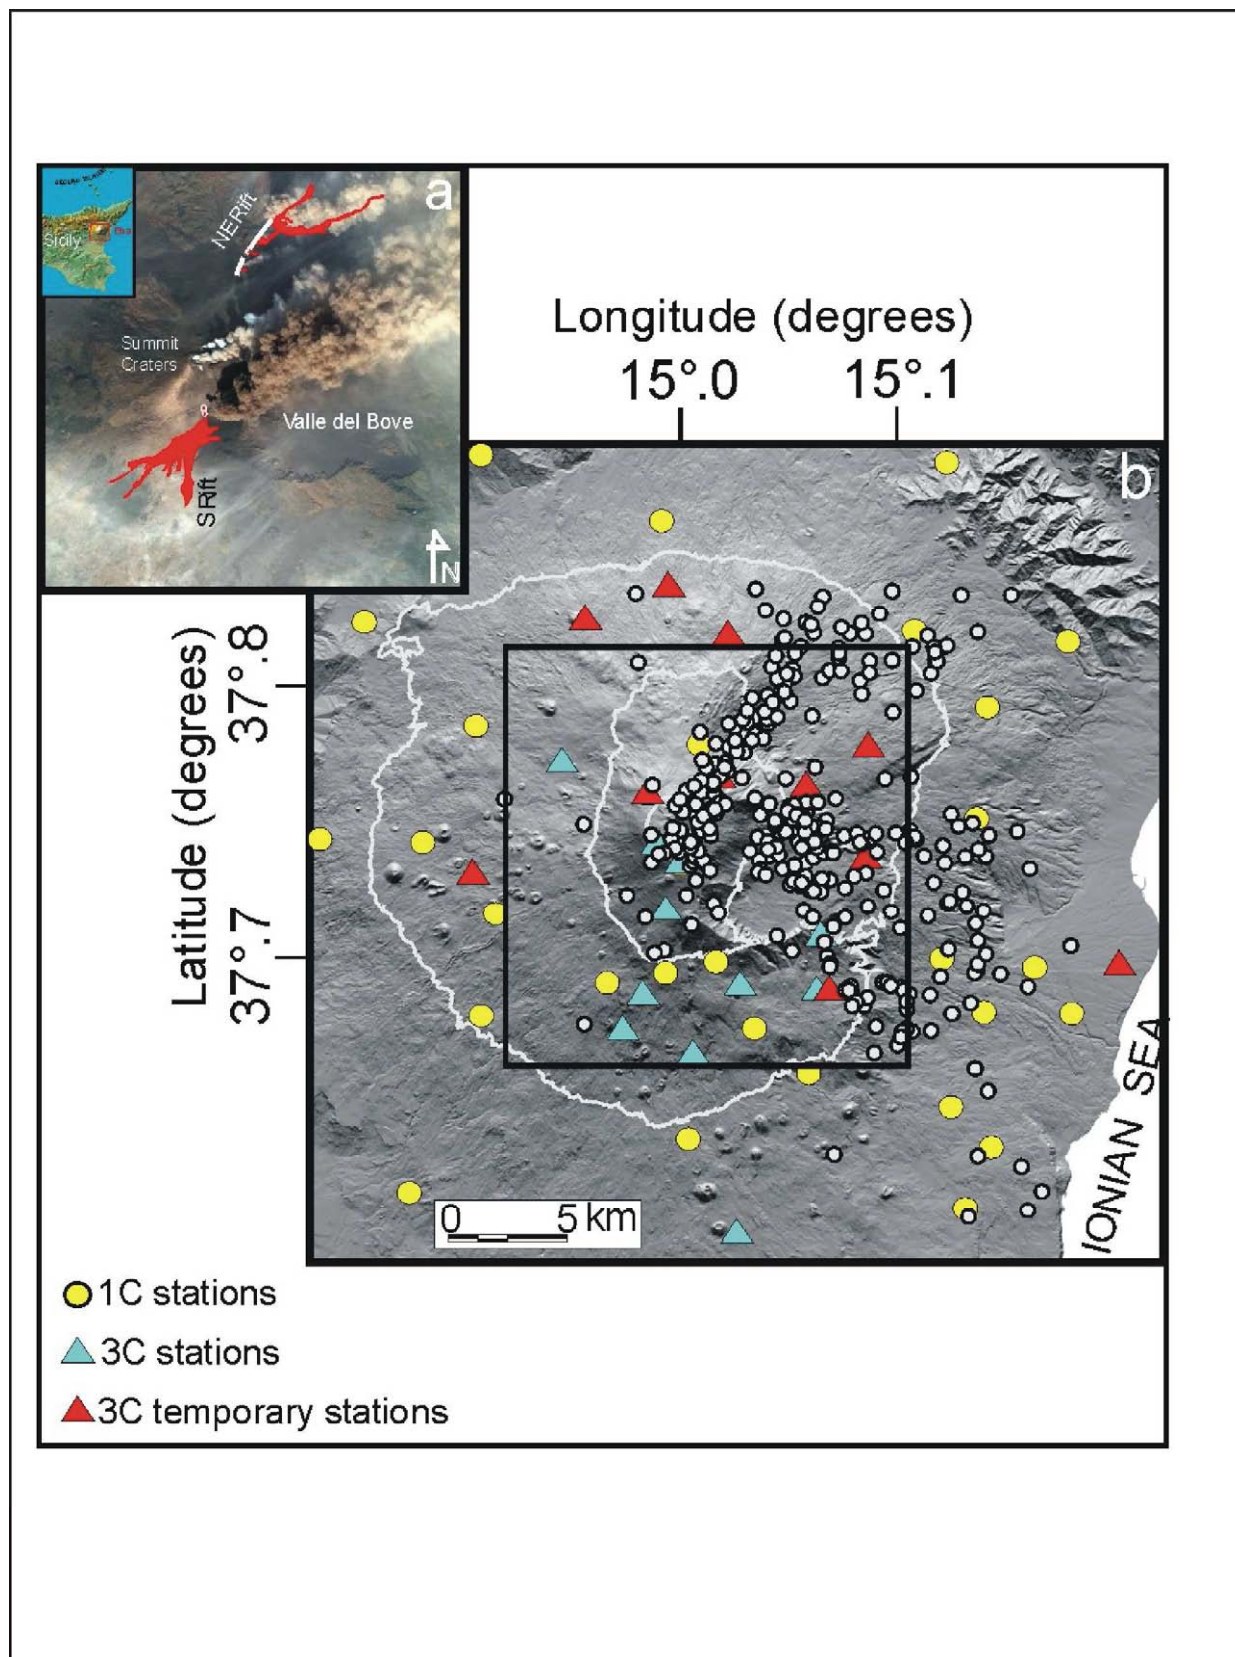 a
NERift
Sicily
Summit
Craters
Valle del Bove
SRift
N
Longitude (degrees)
15°.0
15°.1
b
Latitude (degrees)
37°.8
37°.7
IONIAN SEA
0
5 km
1C stations
3C stations
3C temporary stations